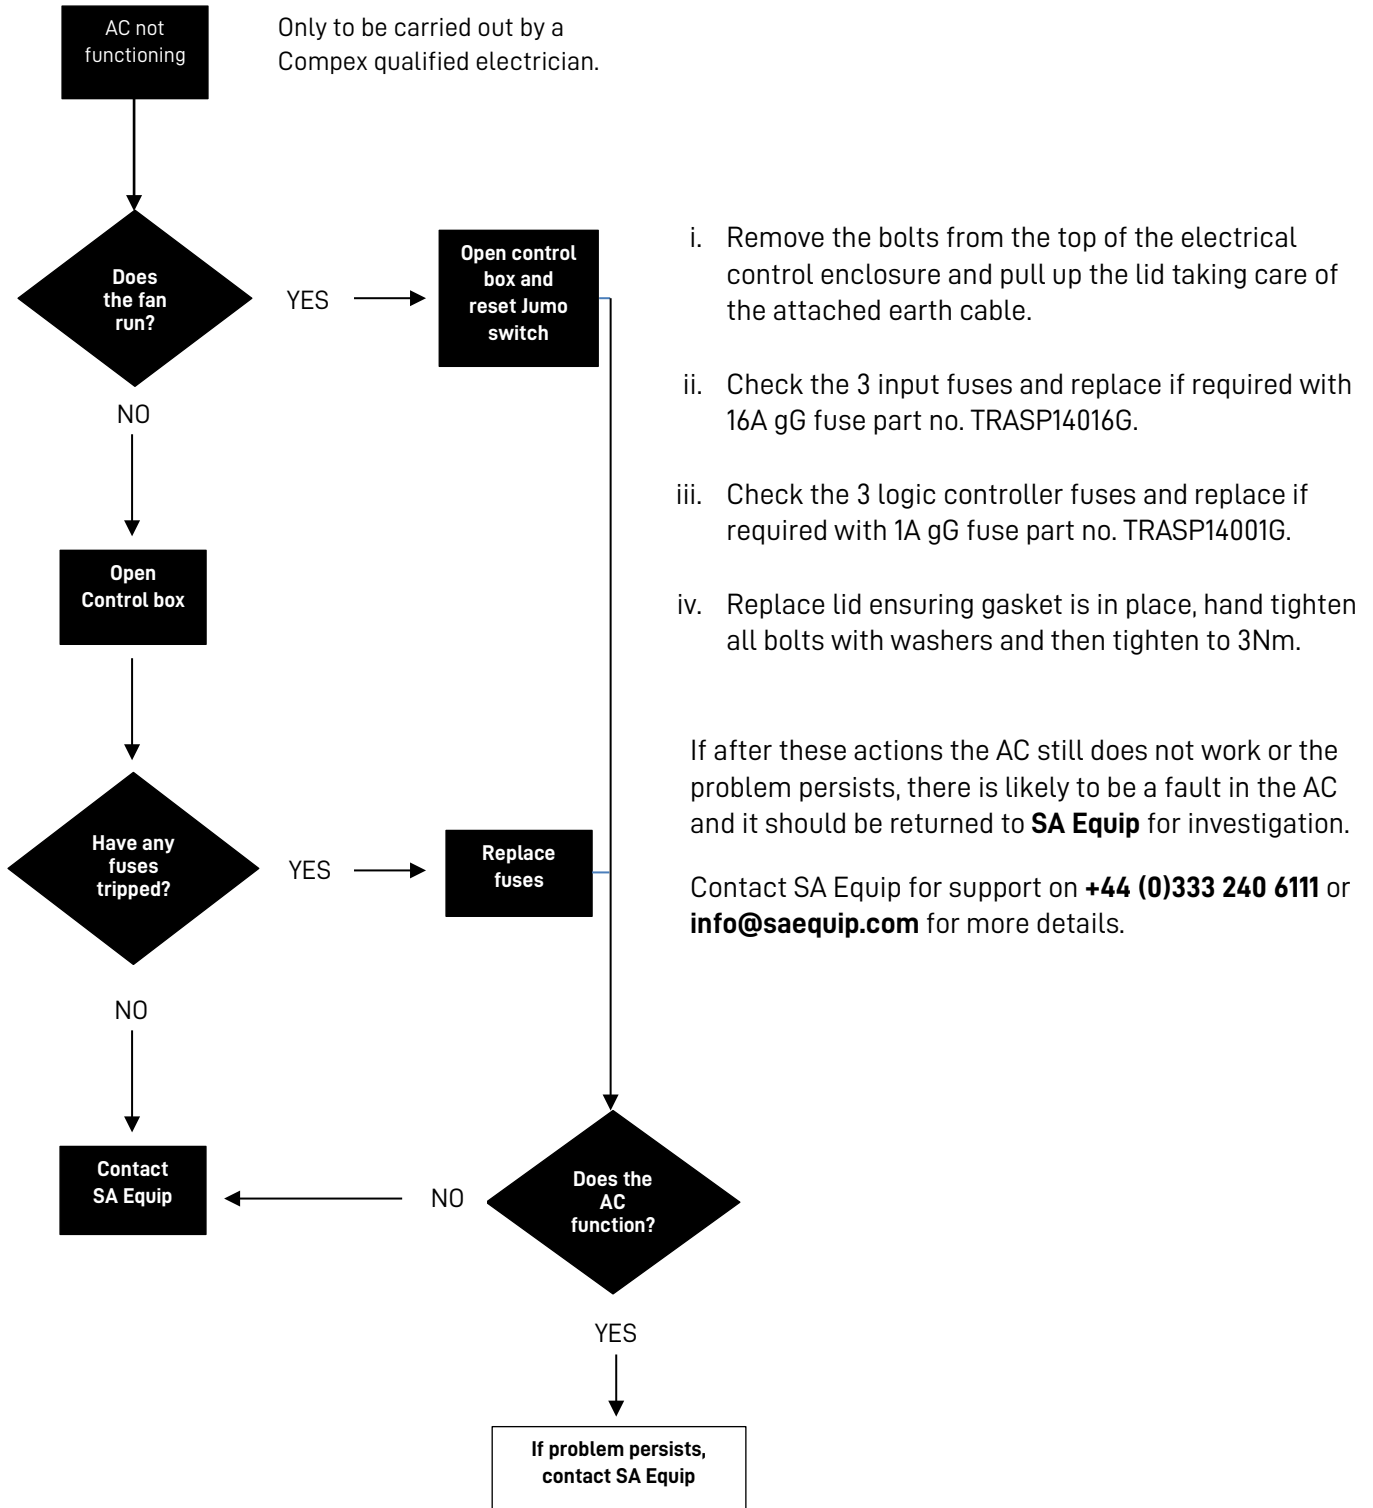 AC not
functioning
Only to be carried out by a
Compex qualified electrician.
Does
the fan
run?
YES
Open control
box and
reset Jumo
switch
NO
Open
Control box
Have any
fuses
tripped?
YES
Replace
fuses
NO
Contact
SA Equip
NO
Does the
AC
function?
YES
If problem persists,
contact SA Equip
i. Remove the bolts from the top of the electrical
control enclosure and pull up the lid taking care of
the attached earth cable.
ii. Check the 3 input fuses and replace if required with
16A gG fuse part no. TRASP14016G.
iii. Check the 3 logic controller fuses and replace if
required with 1A gG fuse part no. TRASP14001G.
iv. Replace lid ensuring gasket is in place, hand tighten
all bolts with washers and then tighten to 3Nm.
If after these actions the AC still does not work or the
problem persists, there is likely to be a fault in the AC
and it should be returned to SA Equip for investigation.
Contact SA Equip for support on +44 (0)333 240 6111 or
info@saequip.com for more details.